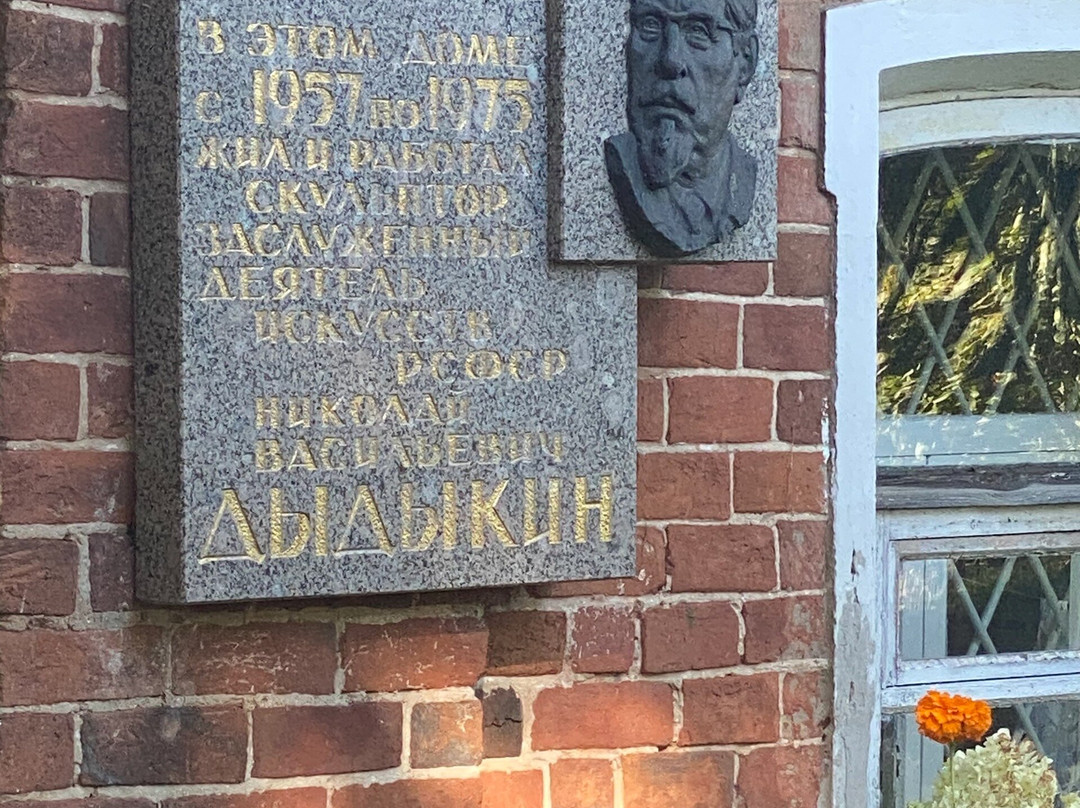 В ЭТОМ ДОМЕ
С 1957 ПО 1975
ЖИЛ И РАБОТАЛ
СКУЛЬПТОР
ЗАСЛУЖЕННЫЙ
ДЕЯТЕЛЬ
ИСКУССТВ
РСФСР
НИКОЛАЙ
ВАСИЛЬЕВИЧ
ДЫДЫКИН